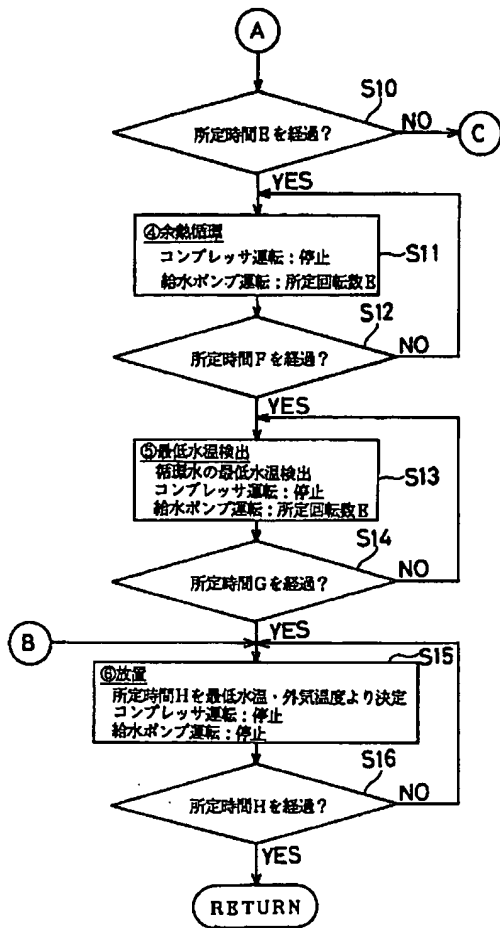 A
S10
所定時間Eを経過?
NO
C
YES
④余熱循環
コンプレッサ運転:停止
給水ポンプ運転:所定回転数E
S11
S12
所定時間Fを経過?
NO
YES
⑤最低水温検出
循環水の最低水温検出
コンプレッサ運転:停止
給水ポンプ運転:所定回転数E
S13
S14
所定時間Gを経過?
NO
B
YES
S15
⑥放置
所定時間Hを最低水温・外気温度より決定
コンプレッサ運転:停止
給水ポンプ運転:停止
S16
所定時間Hを経過?
NO
YES
RETURN